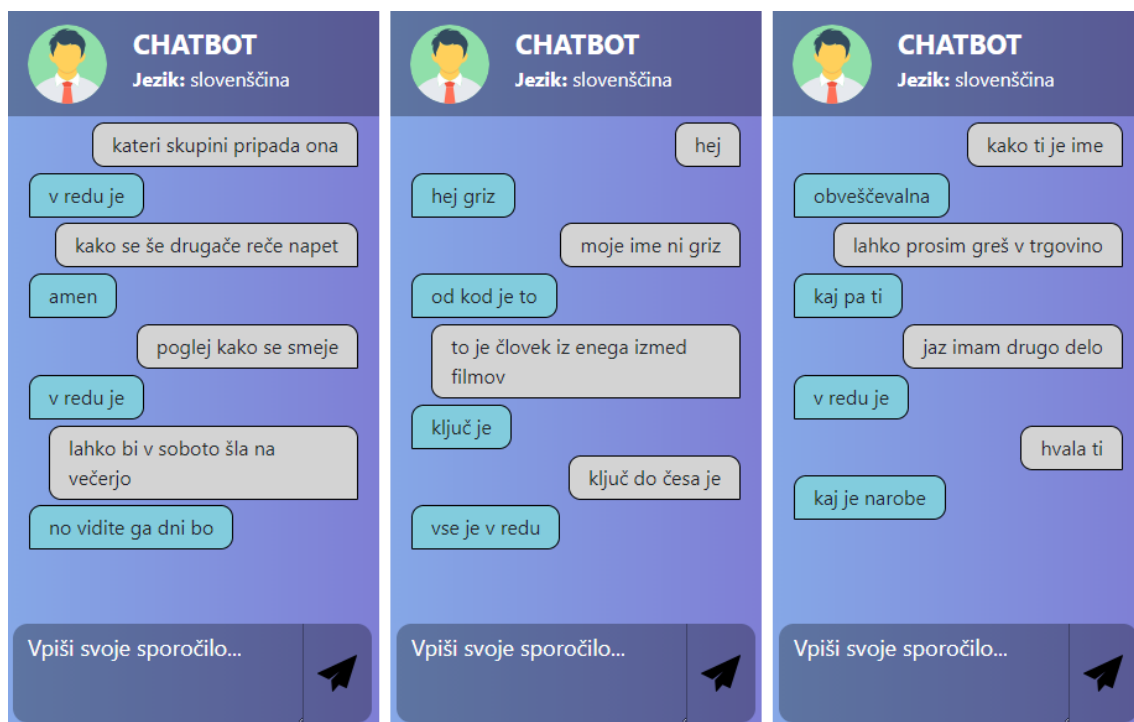 CHATBOT
Jezik: slovenščina
kateri skupini pripada ona
v redu je
kako se še drugače reče napet
amen
poglej kako se smeje
v redu je
lahko bi v soboto šla na
večerjo
no vidite ga dni bo
Vpiši svoje sporočilo...
CHATBOT
Jezik: slovenščina
hej
hej griz
moje ime ni griz
od kod je to
to je človek iz enega izmed
filmov
ključ je
ključ do česa je
vse je v redu
Vpiši svoje sporočilo...
CHATBOT
Jezik: slovenščina
kako ti je ime
obveščevalna
lahko prosim greš v trgovino
kaj pa ti
jaz imam drugo delo
v redu je
hvala ti
kaj je narobe
Vpiši svoje sporočilo...